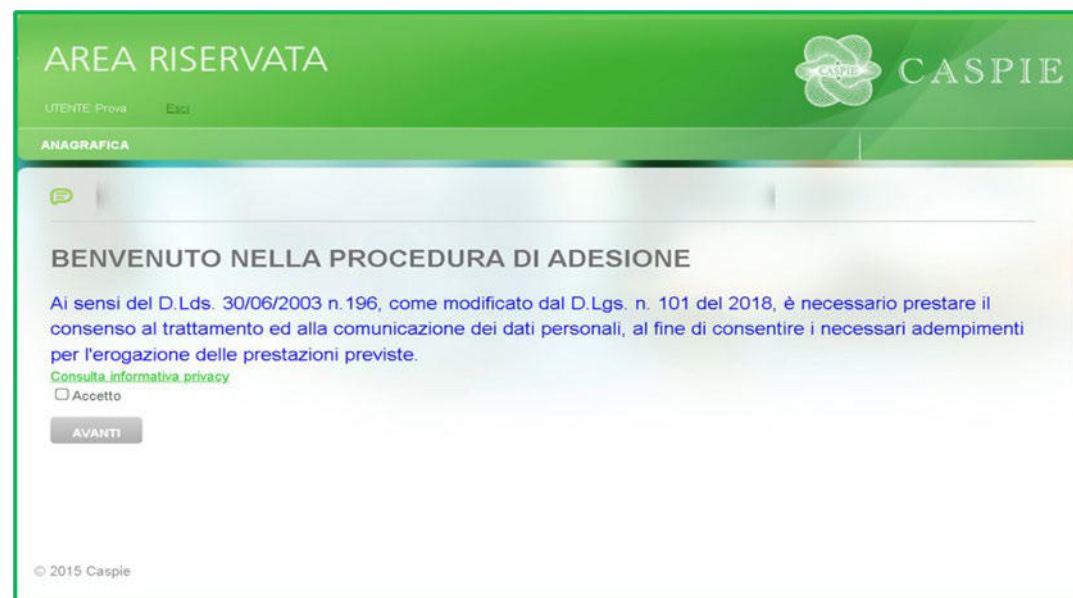 AREA RISERVATA
CASPIE
CASPIE
UTENTE: Prova Esci
ANAGRAFICA
BENVENUTO NELLA PROCEDURA DI ADESIONE
Ai sensi del D.Lds. 30/06/2003 n.196, come modificato dal D.Lgs. n. 101 del 2018, è necessario prestare il
consenso al trattamento ed alla comunicazione dei dati personali, al fine di consentire i necessari adempimenti
per l'erogazione delle prestazioni previste.
Consulta informativa privacy
Accetto
AVANTI
© 2015 Caspie